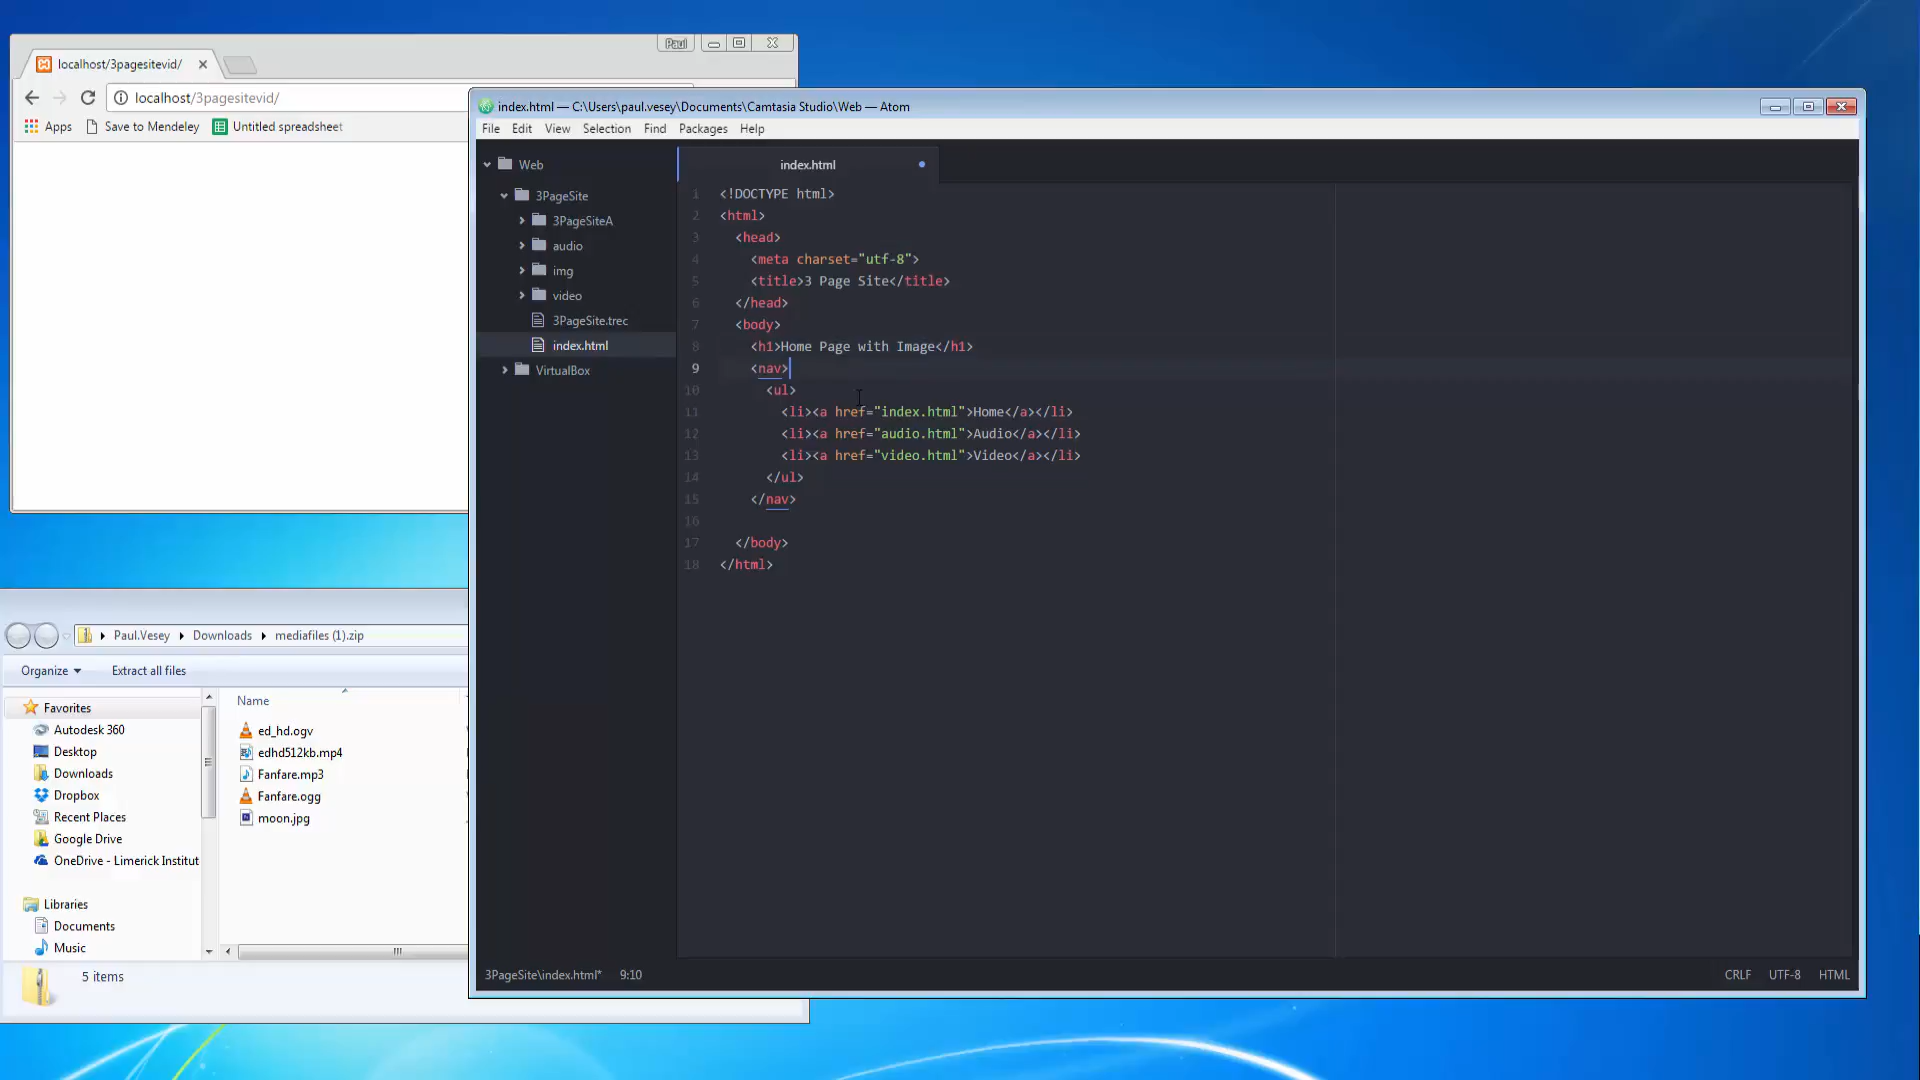 Paul
localhost/3pagesitevid/
localhost/3pagesitevid/
Apps Save to Mendeley Untitled spreadsheet
index.html — C:\Users\paul.vesey\Documents\Camtasia Studio\Web — Atom
File Edit View Selection Find Packages Help
Web
3PageSite
3PageSiteA
audio
img
video
3PageSite.trec
index.html
VirtualBox
index.html
1 <!DOCTYPE html>
2 <html>
3 <head>
4 <meta charset="utf-8">
5 <title>3 Page Site</title>
6 </head>
7 <body>
8 <h1>Home Page with Image</h1>
9 <nav>
10 <ul>
11 <li><a href="index.html">Home</a></li>
12 <li><a href="audio.html">Audio</a></li>
13 <li><a href="video.html">Video</a></li>
14 </ul>
15 </nav>
16
17 </body>
18 </html>
3PageSite\index.html* 9:10 CRLF UTF-8 HTML
Paul.Vesey Downloads mediafiles (1).zip
Organize Extract all files
Favorites
Autodesk 360
Desktop
Downloads
Dropbox
Recent Places
Google Drive
OneDrive - Limerick Institut
Libraries
Documents
Music
Name
ed_hd.ogv
edhd512kb.mp4
Fanfare.mp3
Fanfare.ogg
moon.jpg
5 items